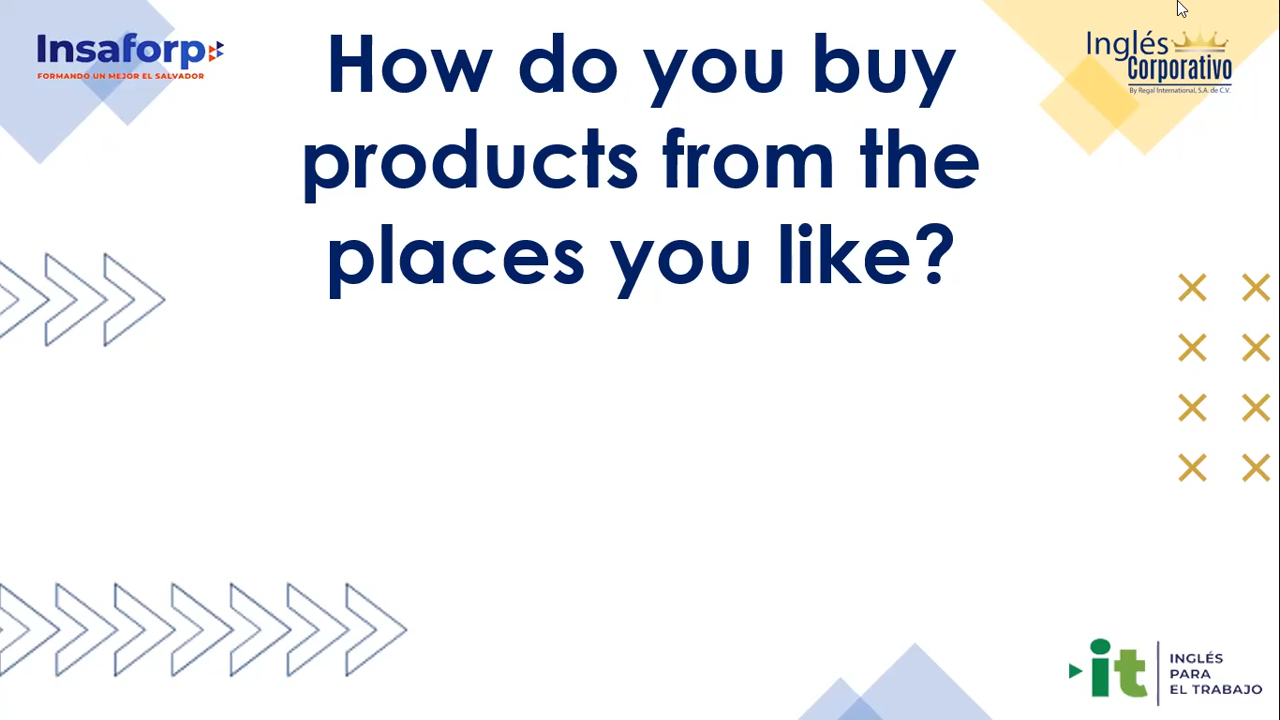 Insaforp
FORMANDO UN MEJOR EL SALVADOR
How do you buy
products from the
places you like?
Inglés
Corporativo
By Regal International, S.A. de C.V.
it
INGLÉS
PARA
EL TRABAJO